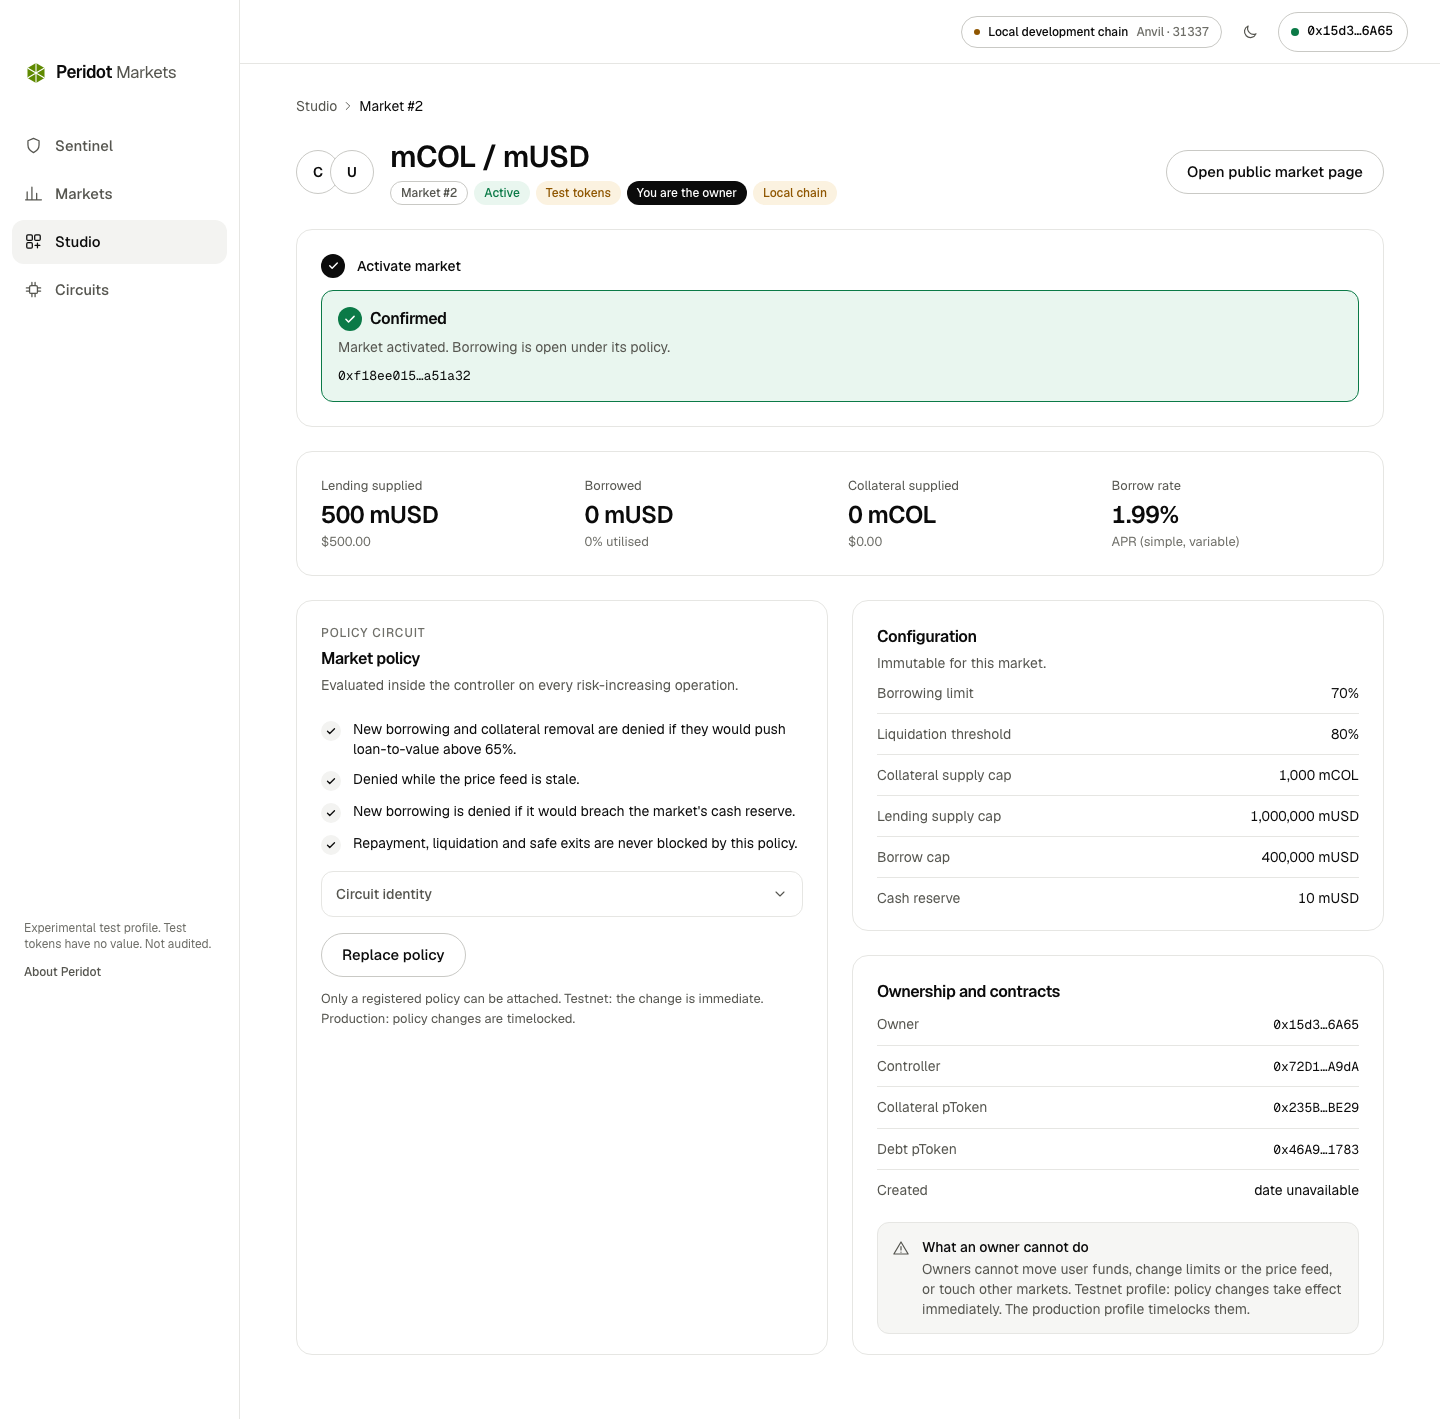 Local development chain Anvil · 31337
0x15d3…6A65
Peridot Markets
Sentinel
Markets
Studio
Circuits
Experimental test profile. Test
tokens have no value. Not audited.
About Peridot
Studio > Market #2
C U
mCOL / mUSD
Market #2 Active Test tokens You are the owner Local chain
Open public market page
Activate market
Confirmed
Market activated. Borrowing is open under its policy.
0xf18ee015…a51a32
Lending supplied
500 mUSD
$500.00
Borrowed
0 mUSD
0% utilised
Collateral supplied
0 mCOL
$0.00
Borrow rate
1.99%
APR (simple, variable)
POLICY CIRCUIT
Market policy
Evaluated inside the controller on every risk-increasing operation.
New borrowing and collateral removal are denied if they would push
loan-to-value above 65%.
Denied while the price feed is stale.
New borrowing is denied if it would breach the market's cash reserve.
Repayment, liquidation and safe exits are never blocked by this policy.
Circuit identity
Replace policy
Only a registered policy can be attached. Testnet: the change is immediate.
Production: policy changes are timelocked.
Configuration
Immutable for this market.
Borrowing limit 70%
Liquidation threshold 80%
Collateral supply cap 1,000 mCOL
Lending supply cap 1,000,000 mUSD
Borrow cap 400,000 mUSD
Cash reserve 10 mUSD
Ownership and contracts
Owner 0x15d3…6A65
Controller 0x72D1…A9dA
Collateral pToken 0x235B…BE29
Debt pToken 0x46A9…1783
Created date unavailable
What an owner cannot do
Owners cannot move user funds, change limits or the price feed,
or touch other markets. Testnet profile: policy changes take effect
immediately. The production profile timelocks them.